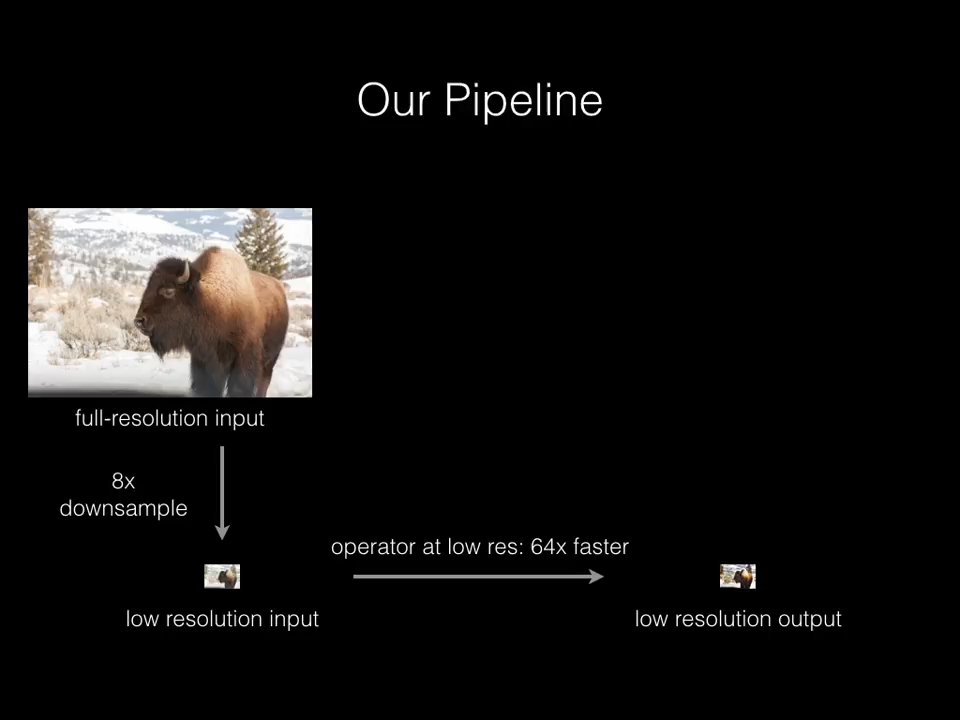 Our Pipeline
full-resolution input
8x
downsample
operator at low res: 64x faster
low resolution input
low resolution output